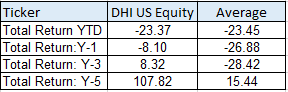 Ticker DHI US Equity Average
Total Return YTD -23.37 -23.45
Total Return: Y-1 -8.10 -26.88
Total Return: Y-3 8.32 -28.42
Total Return: Y-5 107.82 15.44